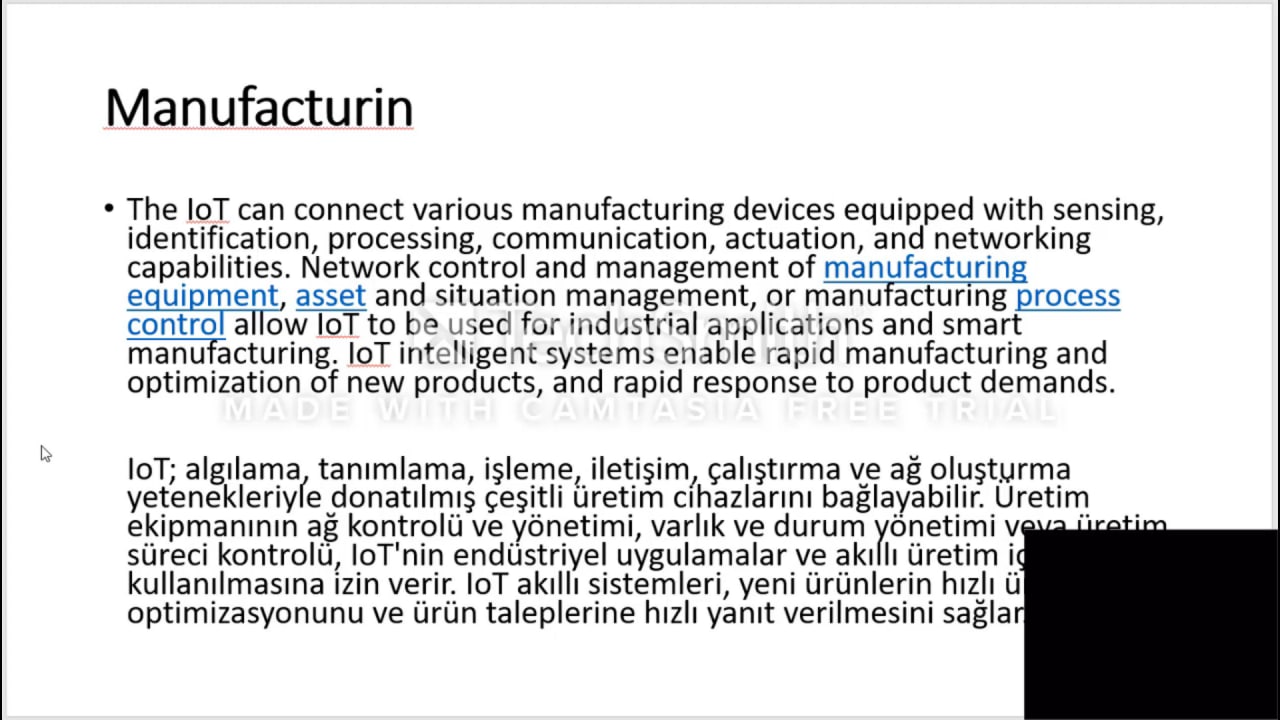 Manufacturin
• The IoT can connect various manufacturing devices equipped with sensing,
identification, processing, communication, actuation, and networking
capabilities. Network control and management of manufacturing
equipment, asset and situation management, or manufacturing process
control allow IoT to be used for industrial applications and smart
manufacturing. IoT intelligent systems enable rapid manufacturing and
optimization of new products, and rapid response to product demands.
TechSmith
MADE WITH CAMTASIA FREE TRIAL
IoT; algılama, tanımlama, işleme, iletişim, çalıştırma ve ağ oluşturma
yetenekleriyle donatılmış çeşitli üretim cihazlarını bağlayabilir. Üretim
ekipmanının ağ kontrolü ve yönetimi, varlık ve durum yönetimi veya üretim
süreci kontrolü, IoT'nin endüstriyel uygulamalar ve akıllı üretim
kullanılmasına izin verir. IoT akıllı sistemleri, yeni ürünlerin hızlı
optimizasyonunu ve ürün taleplerine hızlı yanıt verilmesini sağlar.